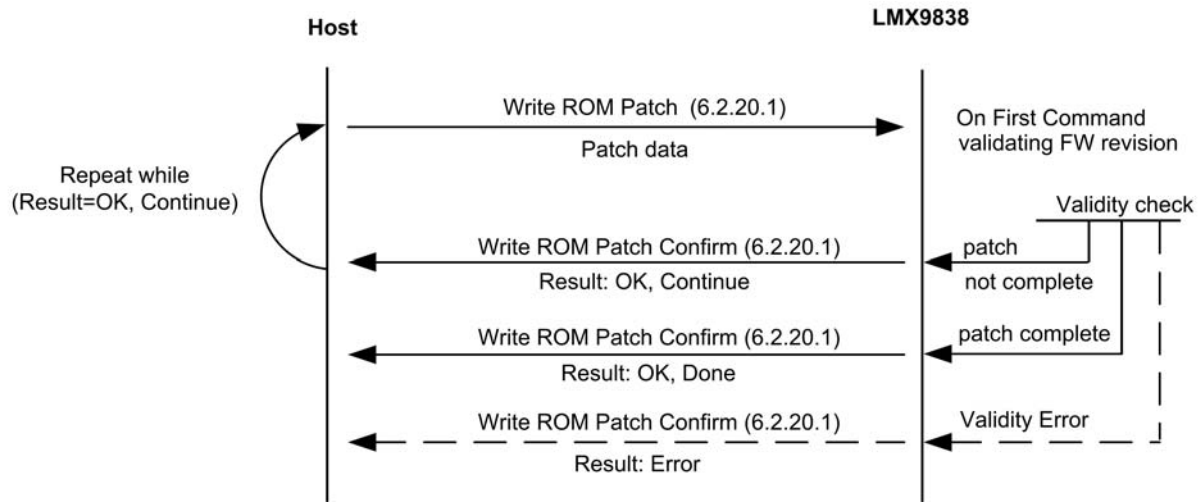 Host
LMX9838
Write ROM Patch (6.2.20.1)
Patch data
On First Command
validating FW revision
Repeat while
(Result=OK, Continue)
Validity check
Write ROM Patch Confirm (6.2.20.1)
Result: OK, Continue
patch
not complete
Write ROM Patch Confirm (6.2.20.1)
Result: OK, Done
patch complete
Write ROM Patch Confirm (6.2.20.1)
Result: Error
Validity Error